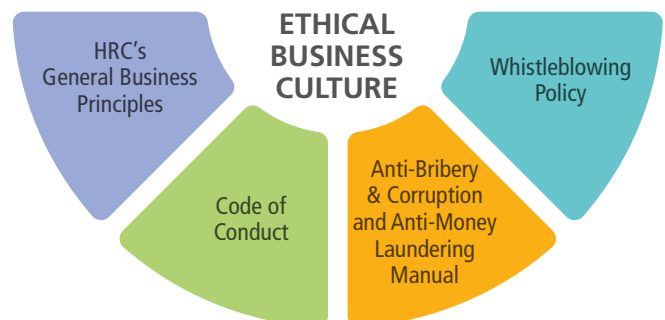 ETHICAL
BUSINESS
CULTURE
HRC’s
General Business
Principles
Code of
Conduct
Anti-Bribery
& Corruption
and Anti-Money
Laundering
Manual
Whistleblowing
Policy